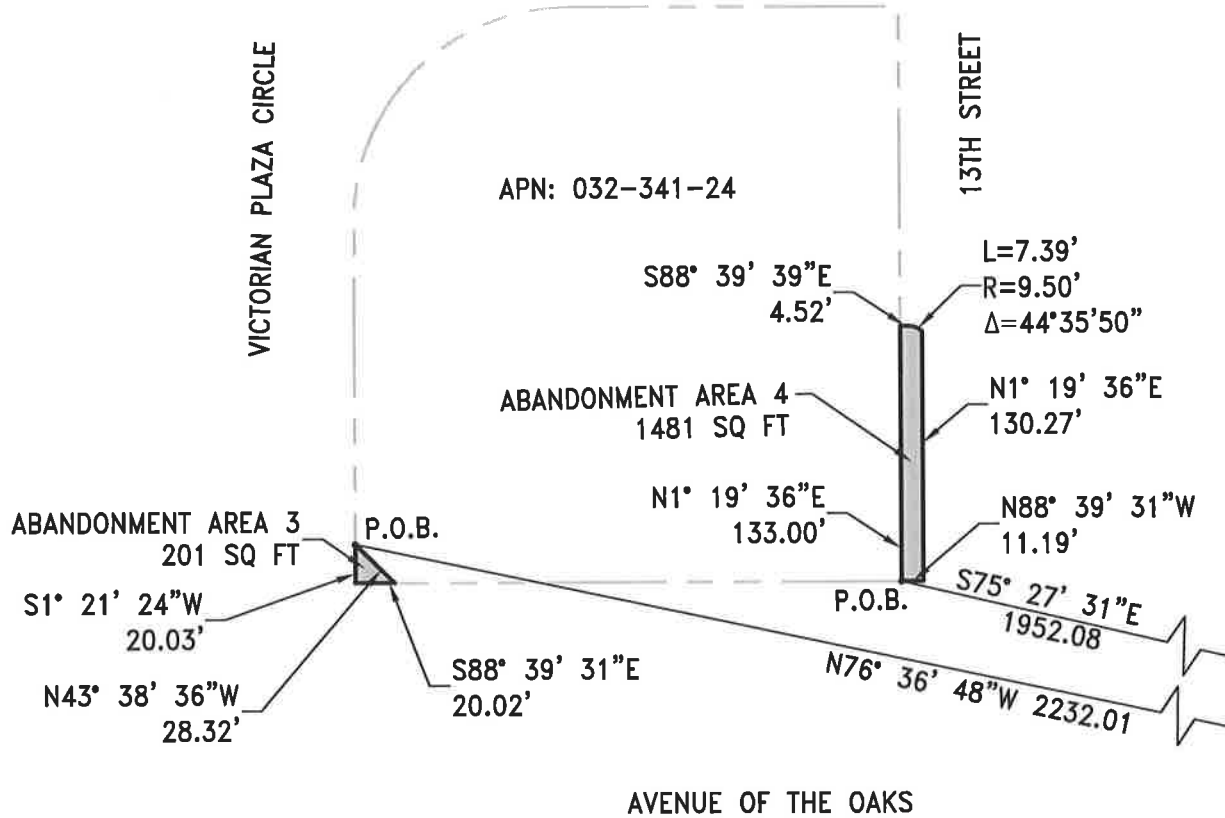 VICTORIAN PLAZA CIRCLE
13TH STREET
APN: 032-341-24
S88° 39' 39"E
4.52'
L=7.39'
R=9.50'
Δ=44°35'50"
ABANDONMENT AREA 4
1481 SQ FT
N1° 19' 36"E
130.27'
N1° 19' 36"E
133.00'
N88° 39' 31"W
11.19'
ABANDONMENT AREA 3
201 SQ FT
P.O.B.
S1° 21' 24"W
20.03'
P.O.B.
S75° 27' 31"E
1952.08
N43° 38' 36"W
28.32'
S88° 39' 31"E
20.02'
N76° 36' 48"W 2232.01
AVENUE OF THE OAKS